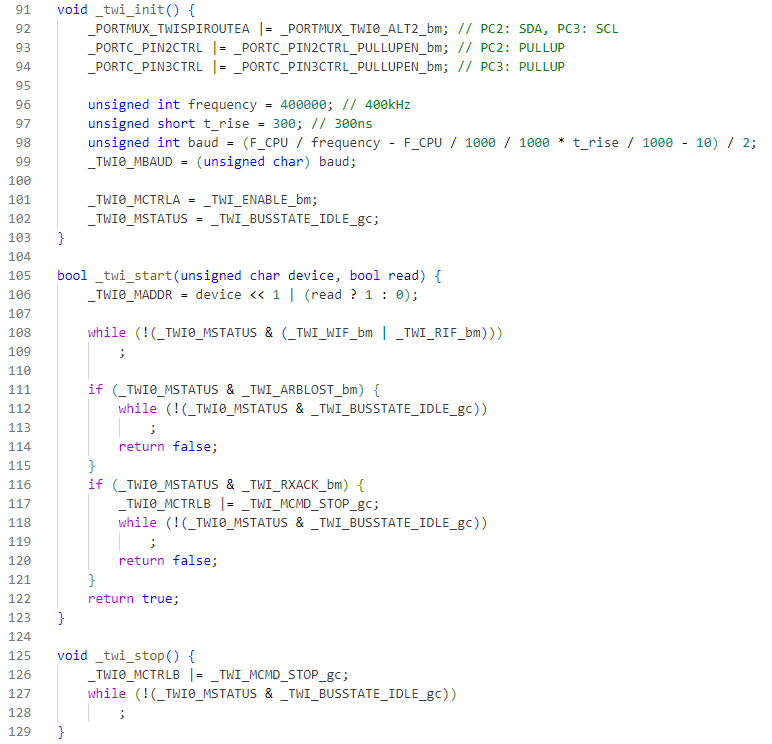 91 void _twi_init() {
92     _PORTMUX_TWISPIROUTEA |= _PORTMUX_TWI0_ALT2_bm; // PC2: SDA, PC3: SCL
93     _PORTC_PIN2CTRL |= _PORTC_PIN2CTRL_PULLUPEN_bm; // PC2: PULLUP
94     _PORTC_PIN3CTRL |= _PORTC_PIN3CTRL_PULLUPEN_bm; // PC3: PULLUP
95
96     unsigned int frequency = 400000; // 400kHz
97     unsigned short t_rise = 300; // 300ns
98     unsigned int baud = (F_CPU / frequency - F_CPU / 1000 / 1000 * t_rise / 1000 - 10) / 2;
99     _TWI0_MBAUD = (unsigned char) baud;
100
101     _TWI0_MCTRLA = _TWI_ENABLE_bm;
102     _TWI0_MSTATUS = _TWI_BUSSTATE_IDLE_gc;
103 }
104
105 bool _twi_start(unsigned char device, bool read) {
106     _TWI0_MADDR = device << 1 | (read ? 1 : 0);
107
108     while (!(_TWI0_MSTATUS & (_TWI_WIF_bm | _TWI_RIF_bm)))
109         ;
110
111     if (_TWI0_MSTATUS & _TWI_ARBLOST_bm) {
112         while (!(_TWI0_MSTATUS & _TWI_BUSSTATE_IDLE_gc))
113             ;
114         return false;
115     }
116     if (_TWI0_MSTATUS & _TWI_RXACK_bm) {
117         _TWI0_MCTRLB |= _TWI_MCMD_STOP_gc;
118         while (!(_TWI0_MSTATUS & _TWI_BUSSTATE_IDLE_gc))
119             ;
120         return false;
121     }
122     return true;
123 }
124
125 void _twi_stop() {
126     _TWI0_MCTRLB |= _TWI_MCMD_STOP_gc;
127     while (!(_TWI0_MSTATUS & _TWI_BUSSTATE_IDLE_gc))
128         ;
129 }